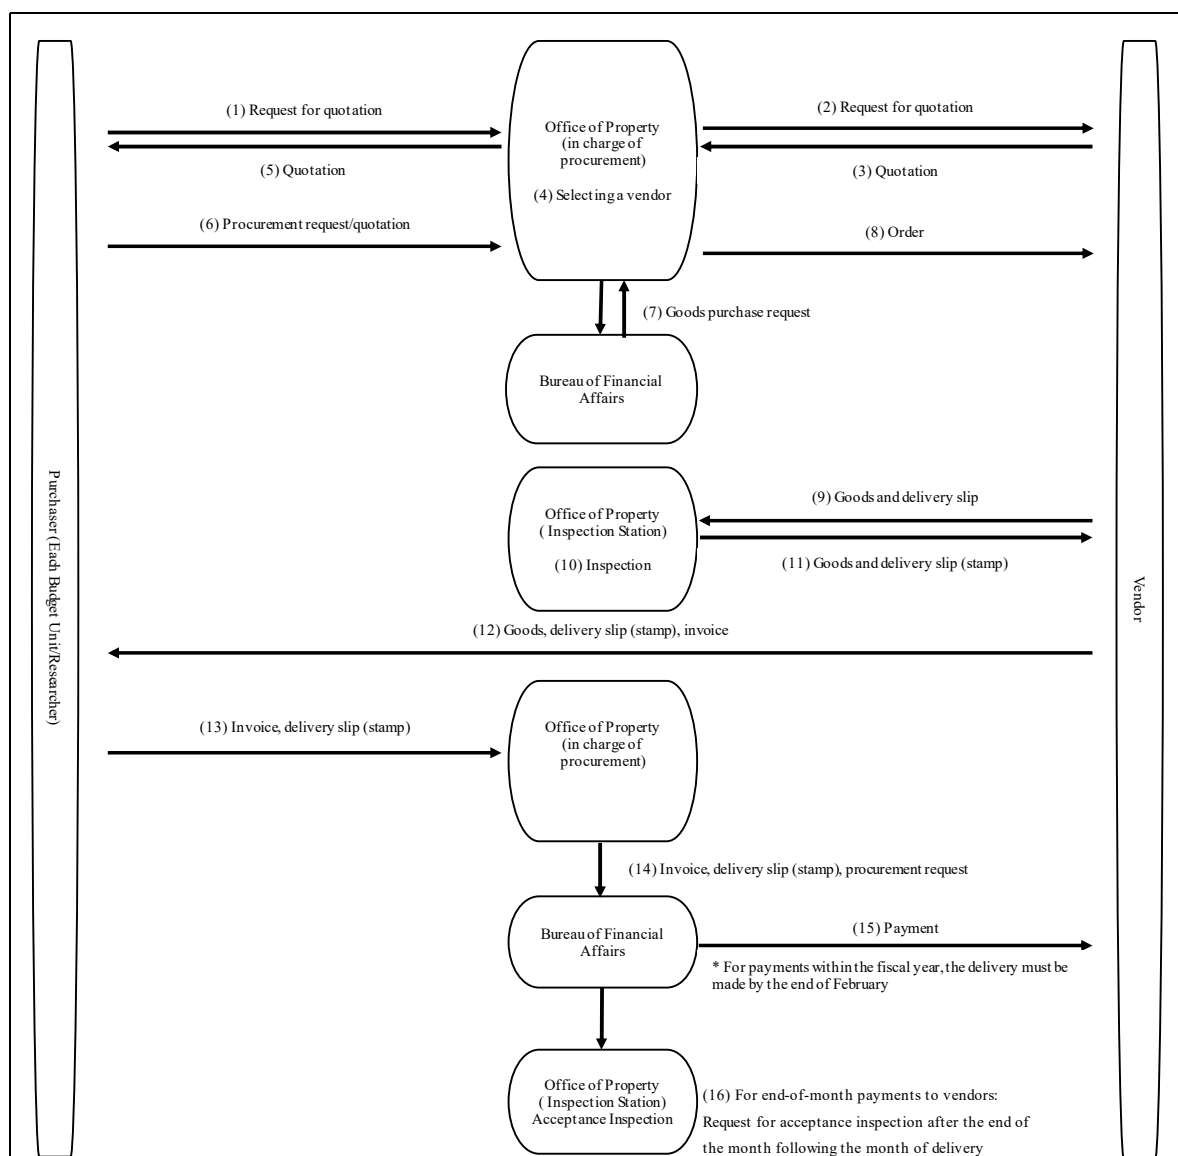 (1) Request for quotation
(2) Request for quotation
Office of Property
(in charge of
procurement)
(5) Quotation
(3) Quotation
(4) Selecting a vendor
(6) Procurement request/quotation
(8) Order
(7) Goods purchase request
Bureau of Financial
Affairs
Purchaser (Each Budget Unit/Researcher)
Vendor
(9) Goods and delivery slip
Office of Property
( Inspection Station)
(10) Inspection
(11) Goods and delivery slip (stamp)
(12) Goods, delivery slip (stamp), invoice
(13) Invoice, delivery slip (stamp)
Office of Property
(in charge of
procurement)
(14) Invoice, delivery slip (stamp), procurement request
Bureau of Financial
Affairs
(15) Payment
* For payments within the fiscal year, the delivery must be
made by the end of February
Office of Property
( Inspection Station)
Acceptance Inspection
(16) For end-of-month payments to vendors:
Request for acceptance inspection after the end of
the month following the month of delivery